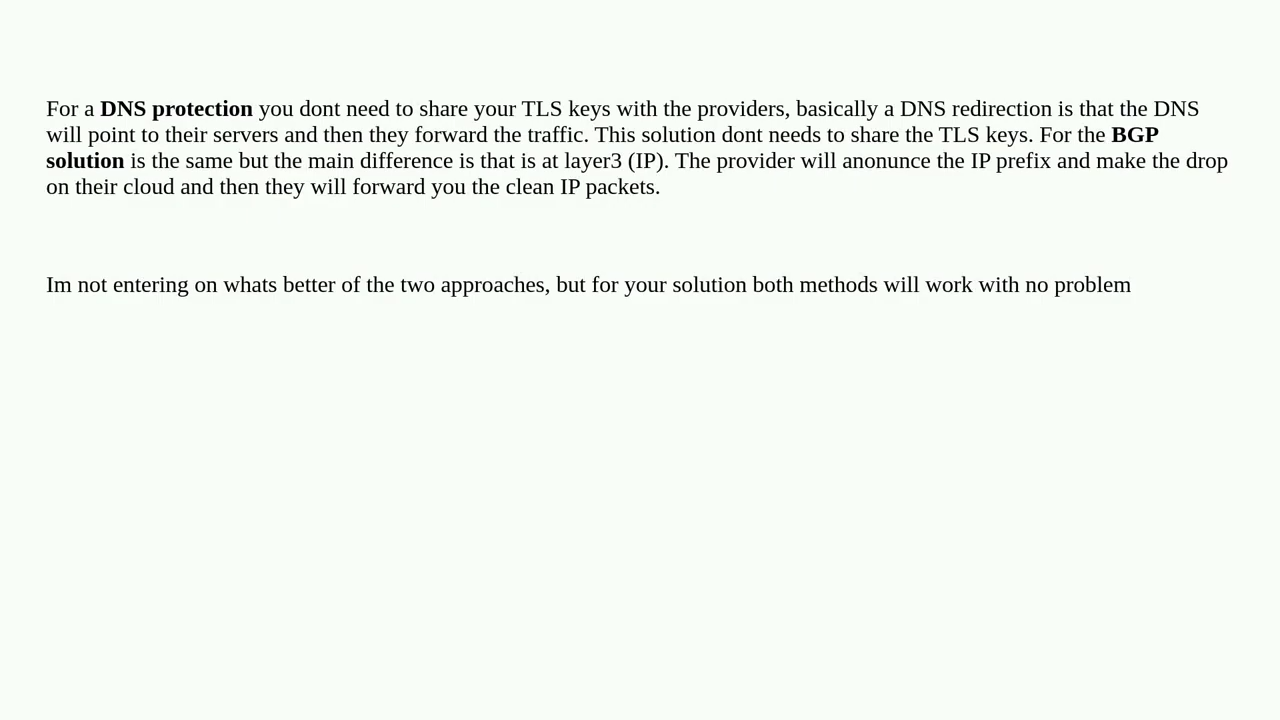 For a DNS protection you dont need to share your TLS keys with the providers, basically a DNS redirection is that the DNS
will point to their servers and then they forward the traffic. This solution dont needs to share the TLS keys. For the BGP
solution is the same but the main difference is that is at layer3 (IP). The provider will anonunce the IP prefix and make the drop
on their cloud and then they will forward you the clean IP packets.
Im not entering on whats better of the two approaches, but for your solution both methods will work with no problem